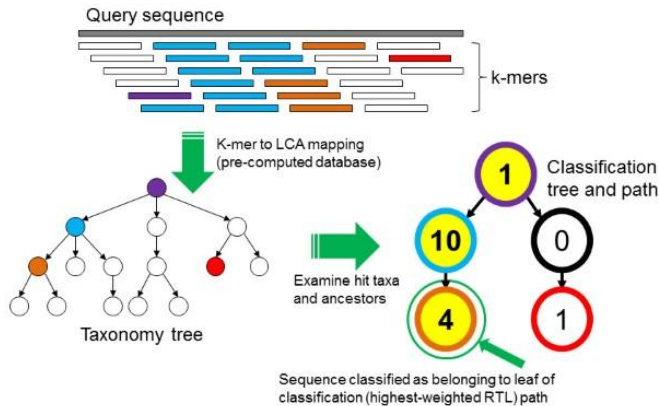 Query sequence
k-mers
K-mer to LCA mapping
(pre-computed database)
Taxonomy tree
Examine hit taxa
and ancestors
Classification
tree and path
1
10
0
4
1
Sequence classified as belonging to leaf of
classification (highest-weighted RTL) path